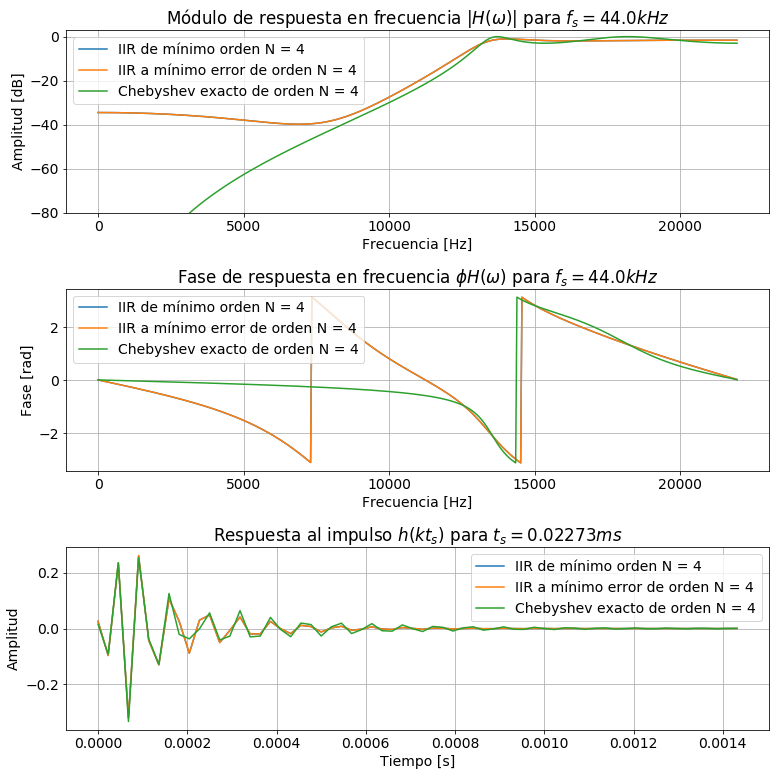 Módulo de respuesta en frecuencia |H(ω)| para f_s = 44.0kHz
0
−20
−40
−60
−80
Amplitud [dB]
IIR de mínimo orden N = 4
IIR a mínimo error de orden N = 4
Chebyshev exacto de orden N = 4
0
5000
10000
15000
20000
Frecuencia [Hz]
Fase de respuesta en frecuencia ϕH(ω) para f_s = 44.0kHz
2
0
−2
Fase [rad]
IIR de mínimo orden N = 4
IIR a mínimo error de orden N = 4
Chebyshev exacto de orden N = 4
0
5000
10000
15000
20000
Frecuencia [Hz]
Respuesta al impulso h(kt_s) para t_s = 0.02273ms
0.2
0.0
−0.2
Amplitud
IIR de mínimo orden N = 4
IIR a mínimo error de orden N = 4
Chebyshev exacto de orden N = 4
0.0000
0.0002
0.0004
0.0006
0.0008
0.0010
0.0012
0.0014
Tiempo [s]